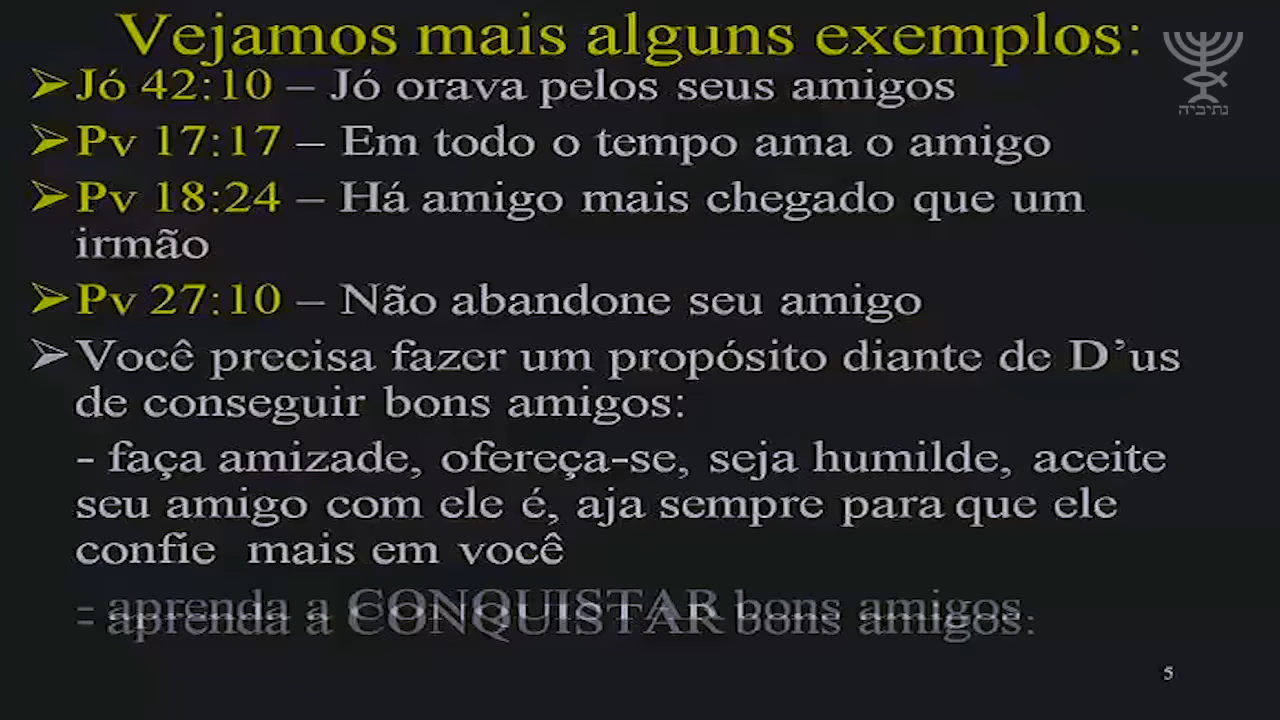 Vejamos mais alguns exemplos:
➢Jó 42:10 – Jó orava pelos seus amigos
➢Pv 17:17 – Em todo o tempo ama o amigo
➢Pv 18:24 – Há amigo mais chegado que um
irmão
➢Pv 27:10 – Não abandone seu amigo
➢Você precisa fazer um propósito diante de D’us
de conseguir bons amigos:
- faça amizade, ofereça-se, seja humilde, aceite
seu amigo com ele é, aja sempre para que ele
confie mais em você
- aprenda a CONQUISTAR bons amigos.
נתיביה
5